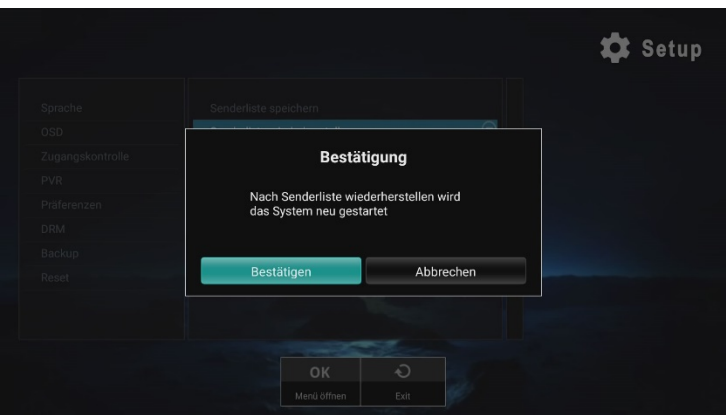 Setup
Sprache
OSD
Zugangskontrolle
PVR
Präferenzen
DRM
Backup
Reset
Senderliste speichern
Bestätigung
Nach Senderliste wiederherstellen wird
das System neu gestartet
Bestätigen
Abbrechen
OK
Menü öffnen
Exit